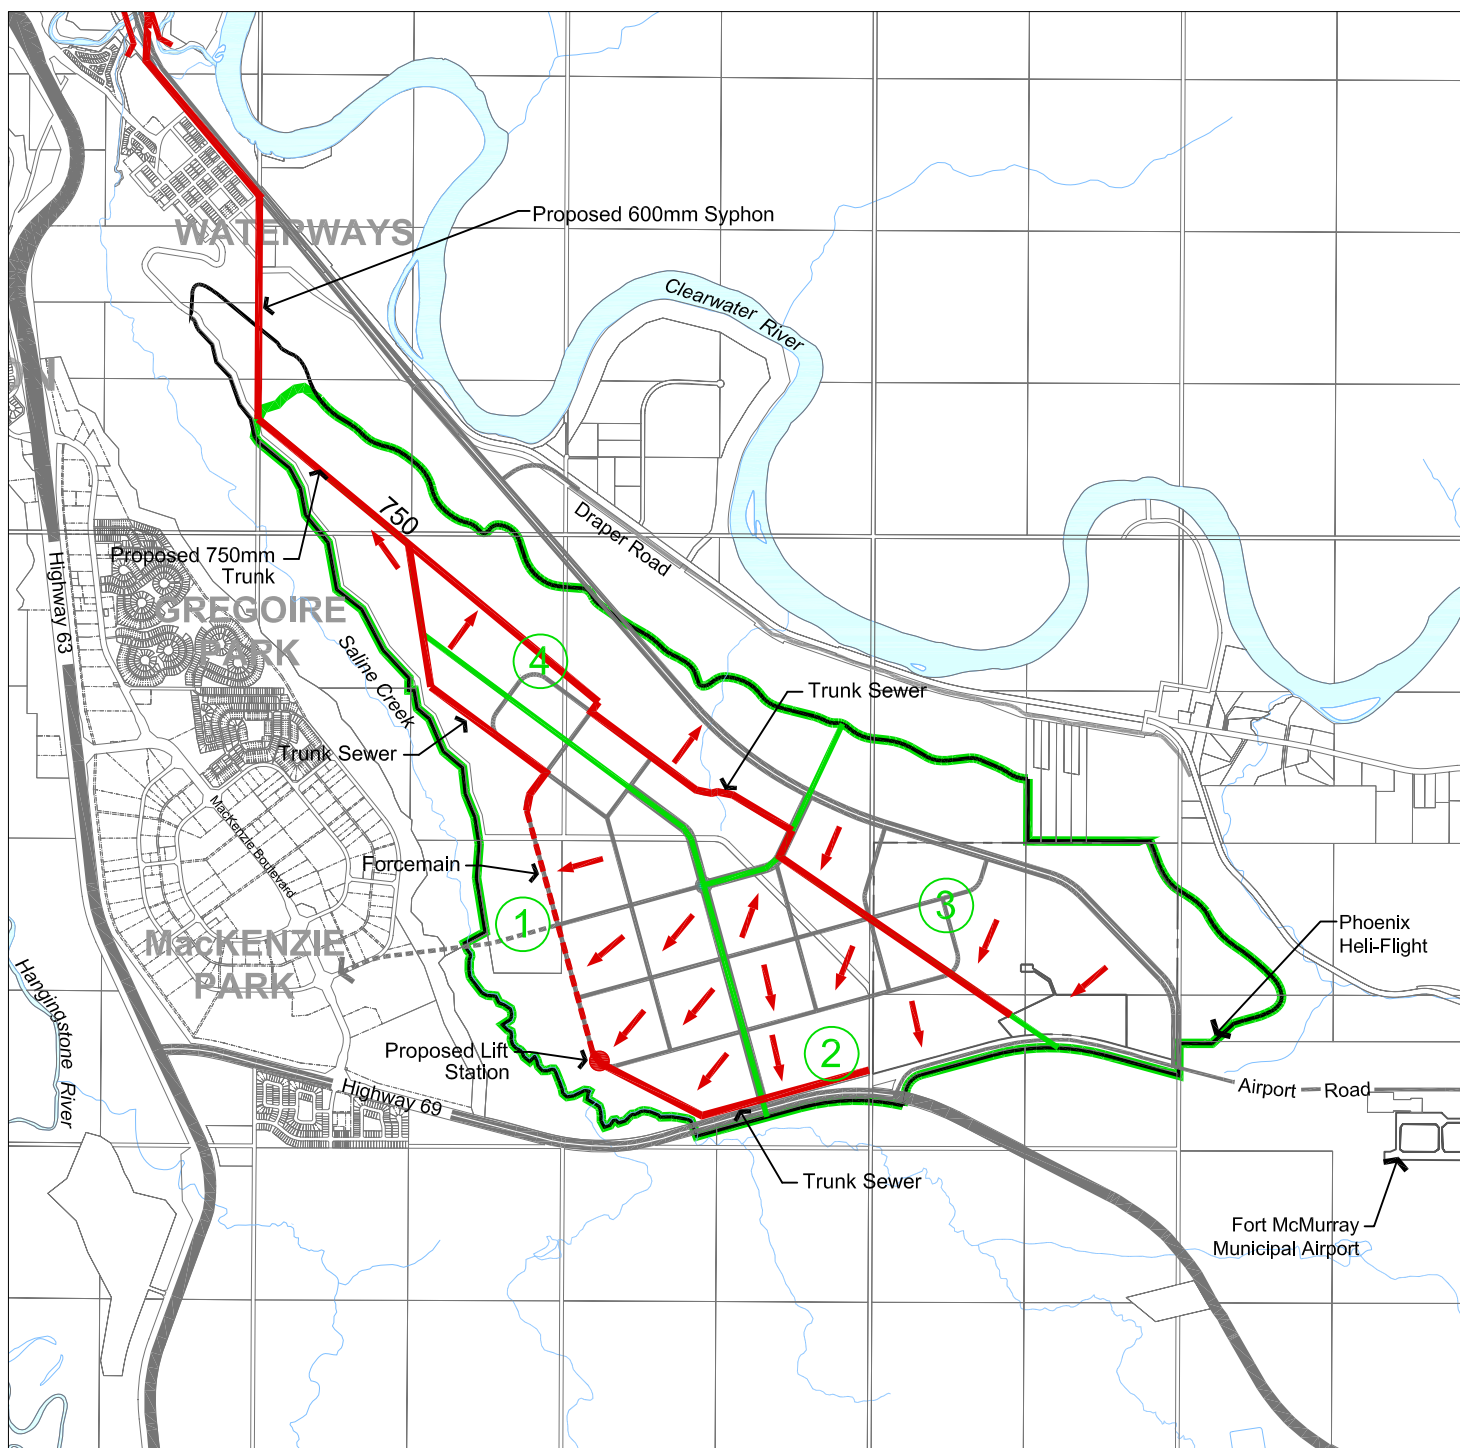 WATERWAYS
Proposed 600mm Syphon
Clearwater River
ON
750
Draper Road
Proposed 750mm
Trunk
Highway 63
GREGOIRE
PARK
Saline Creek
4
Trunk Sewer
Trunk Sewer
MacKenzie Boulevard
Forcemain
1
3
Phoenix
Heli-Flight
MacKENZIE
PARK
Hangingstone River
Proposed Lift
Station
2
Highway 69
Airport Road
Trunk Sewer
Fort McMurray
Municipal Airport